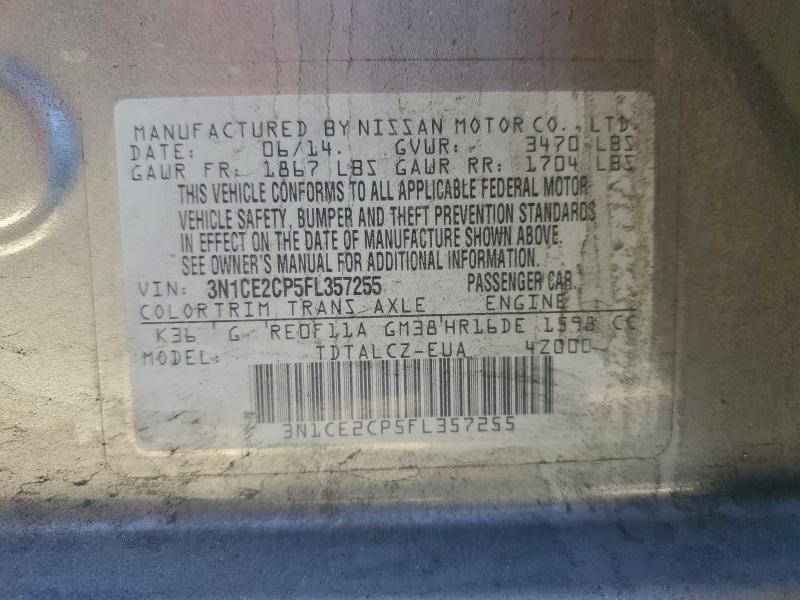 MANUFACTURED BY NISSAN MOTOR CO., LTD.
DATE: 06/14. GVWR: 3470 LBS
GAWR FR: 1867 LBS GAWR RR: 1704 LBS
THIS VEHICLE CONFORMS TO ALL APPLICABLE FEDERAL MOTOR
VEHICLE SAFETY, BUMPER AND THEFT PREVENTION STANDARDS
IN EFFECT ON THE DATE OF MANUFACTURE SHOWN ABOVE.
SEE OWNER'S MANUAL FOR ADDITIONAL INFORMATION.
VIN: 3N1CE2CP5FL357255 PASSENGER CAR
COLOR TRIM TRANS AXLE ENGINE
K36 G RE0F11A GM38 HR16DE 1598 CC
MODEL: TDTALCZ-EUA 4Z000
3N1CE2CP5FL357255